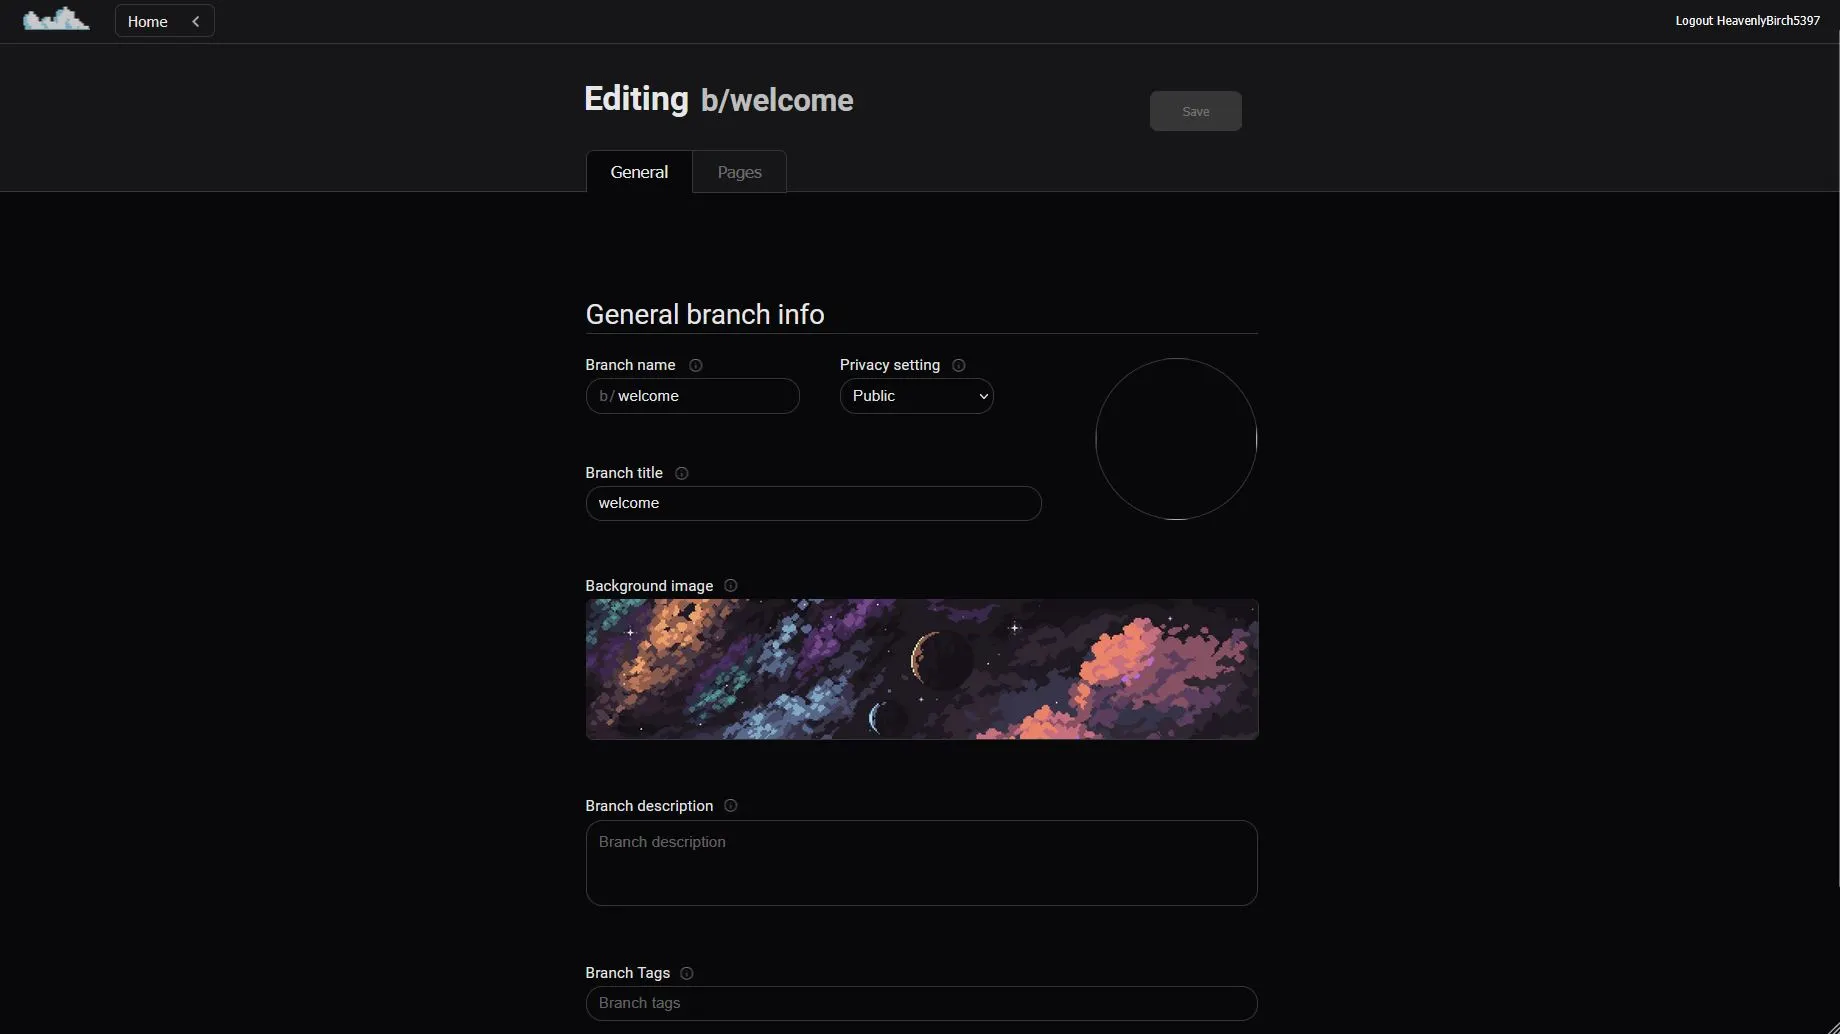 Home
Logout HeavenlyBirch5397
Editing b/welcome
Save
General
Pages
General branch info
Branch name
Privacy setting
b/ welcome
Public
Branch title
welcome
Background image
Branch description
Branch description
Branch Tags
Branch tags